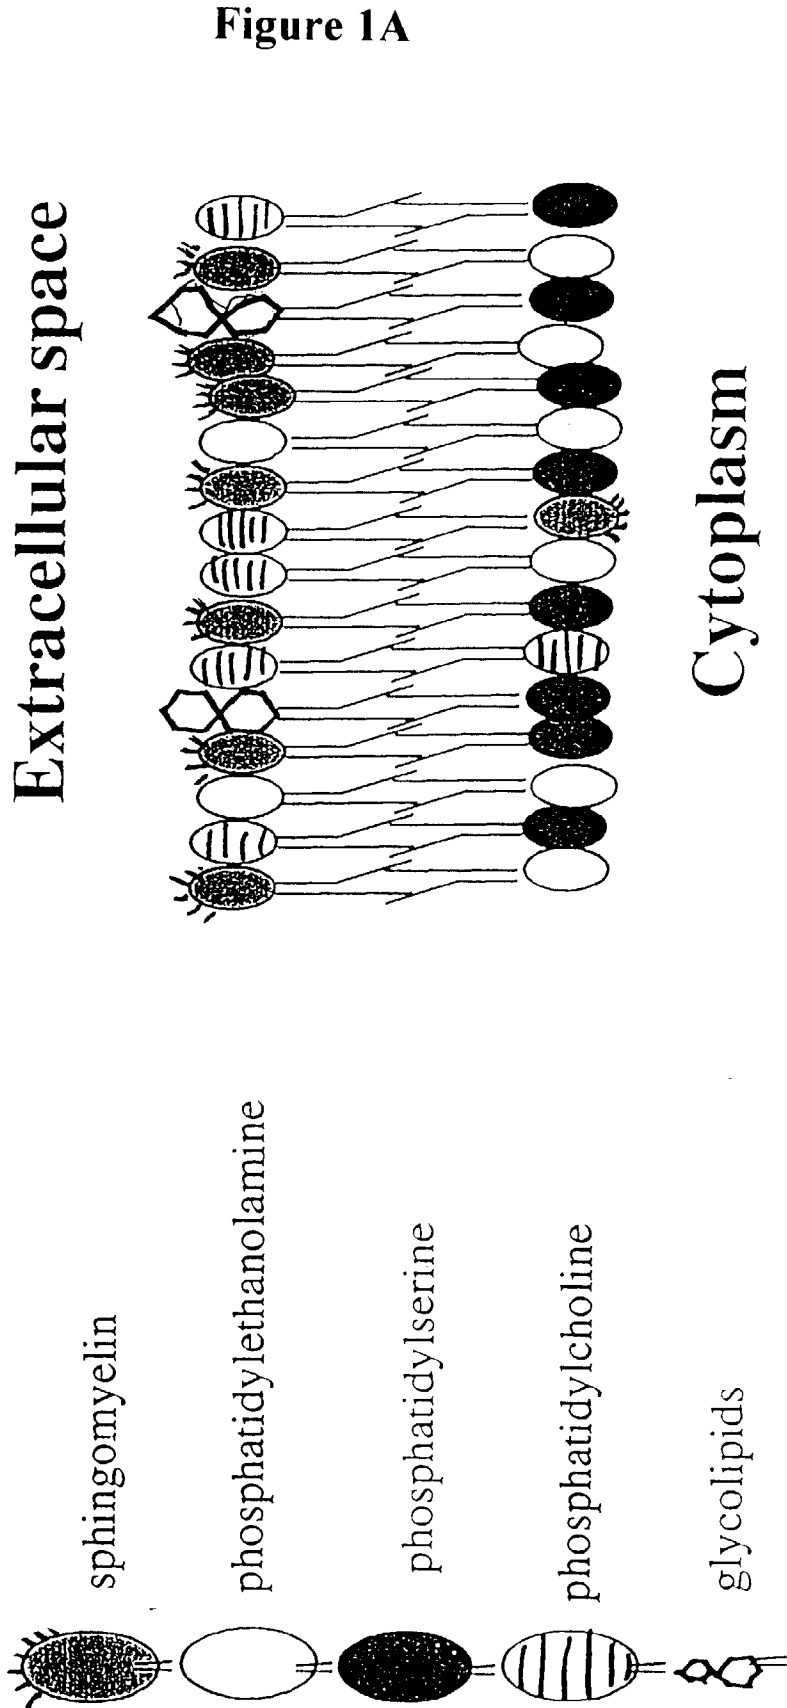 Figure 1A
Extracellular space
Cytoplasm
sphingomyelin
phosphatidylethanolamine
phosphatidylserine
phosphatidylcholine
glycolipids